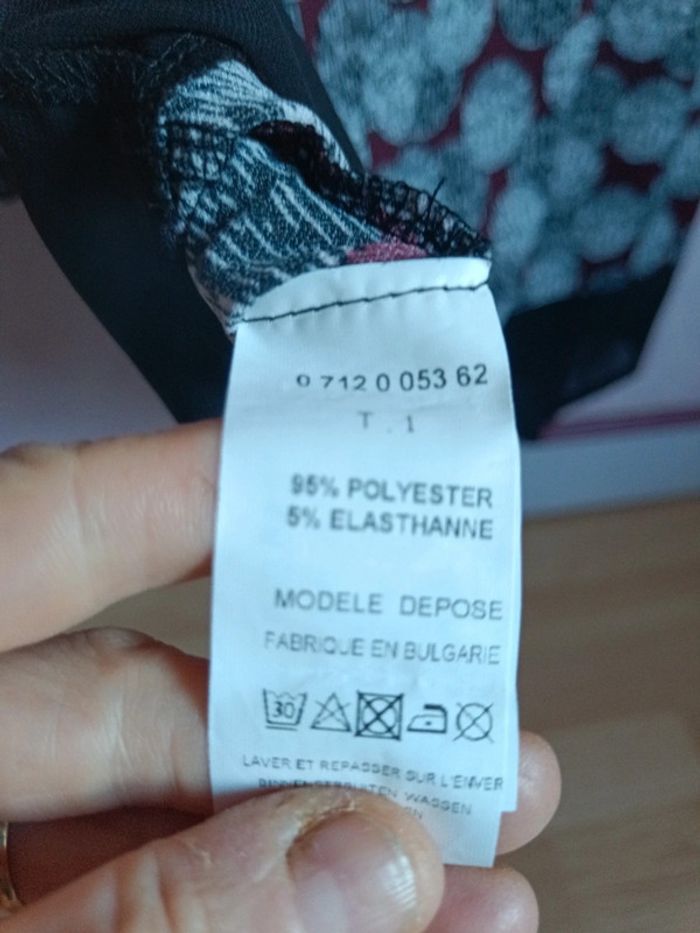 0 712 0 053 62
T . 1
95% POLYESTER
5% ELASTHANNE
MODELE DEPOSE
FABRIQUE EN BULGARIE
30
LAVER ET REPASSER SUR L'ENVER
WASSEN